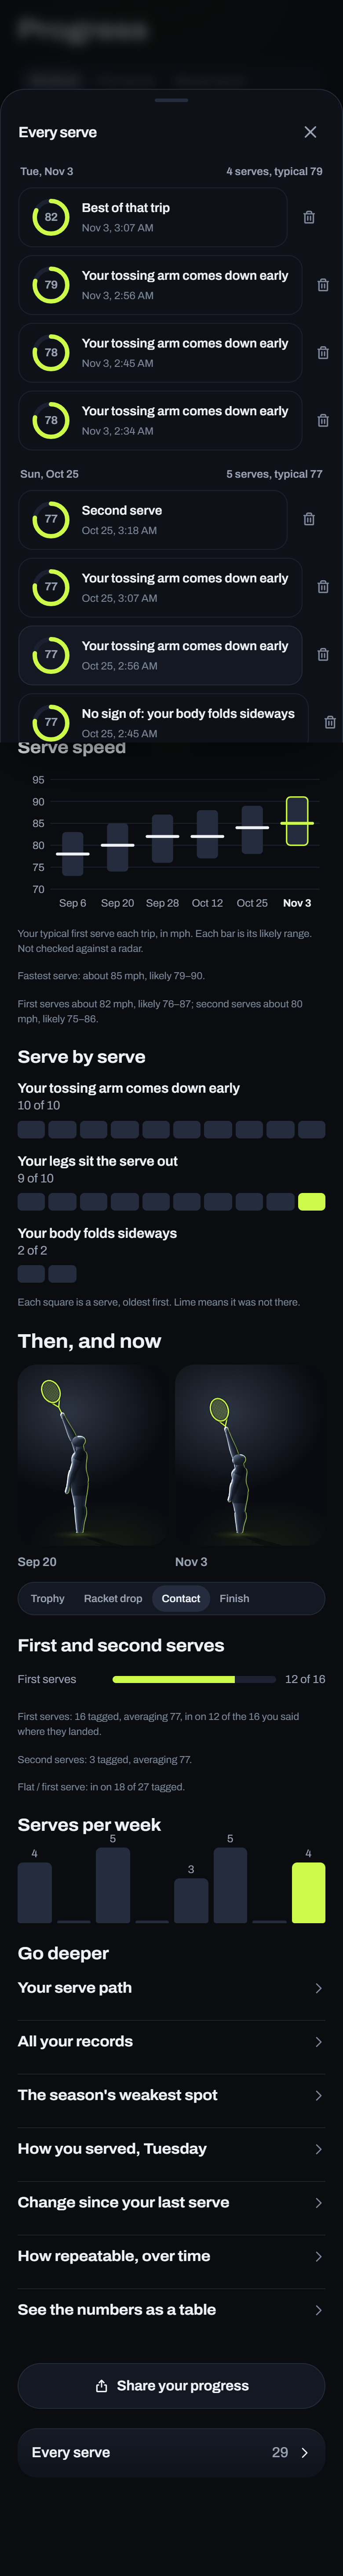 Progress
Every serve
Tue, Nov 3
4 serves, typical 79
82
Best of that trip
Nov 3, 3:07 AM
79
Your tossing arm comes down early
Nov 3, 2:56 AM
78
Your tossing arm comes down early
Nov 3, 2:45 AM
78
Your tossing arm comes down early
Nov 3, 2:34 AM
Sun, Oct 25
5 serves, typical 77
77
Second serve
Oct 25, 3:18 AM
77
Your tossing arm comes down early
Oct 25, 3:07 AM
77
Your tossing arm comes down early
Oct 25, 2:56 AM
77
No sign of: your body folds sideways
Oct 25, 2:45 AM
Serve speed
95
90
85
80
75
70
Sep 6
Sep 20
Sep 28
Oct 12
Oct 25
Nov 3
Your typical first serve each trip, in mph. Each bar is its likely range.
Not checked against a radar.
Fastest serve: about 85 mph, likely 79–90.
First serves about 82 mph, likely 76–87; second serves about 80
mph, likely 75–86.
Serve by serve
Your tossing arm comes down early
10 of 10
Your legs sit the serve out
9 of 10
Your body folds sideways
2 of 2
Each square is a serve, oldest first. Lime means it was not there.
Then, and now
Sep 20
Nov 3
Trophy
Racket drop
Contact
Finish
First and second serves
First serves
12 of 16
First serves: 16 tagged, averaging 77, in on 12 of the 16 you said
where they landed.
Second serves: 3 tagged, averaging 77.
Flat / first serve: in on 18 of 27 tagged.
Serves per week
4
5
3
5
4
Go deeper
Your serve path
All your records
The season's weakest spot
How you served, Tuesday
Change since your last serve
How repeatable, over time
See the numbers as a table
Share your progress
Every serve
29